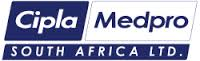 Cipla Medpro
SOUTH AFRICA LTD.